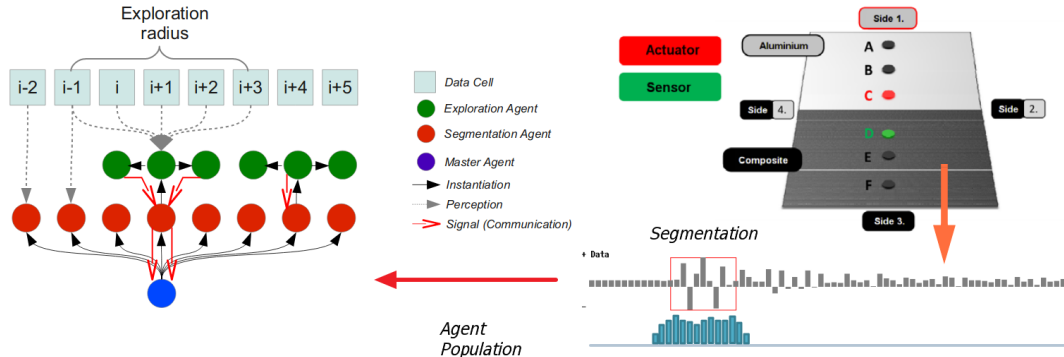 Exploration
radius
i-2
i-1
i
i+1
i+2
i+3
i+4
i+5
Data Cell
Exploration Agent
Segmentation Agent
Master Agent
Instantiation
Perception
Signal (Communication)
Actuator
Sensor
Side 1.
Aluminium
A
B
C
Side 4.
Side 2.
D
Composite
E
F
Side 3.
Segmentation
+ Data
–
Agent
Population